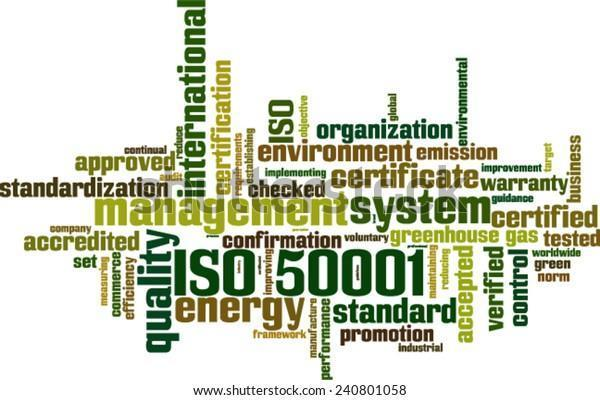 international
certification
ISO
objective
global
environmental
reduce
requirements
establishing
organization
continual
approved
audit
environment
emission
improvement
target
business
implementing
standardization
checked
certificate
warranty
guidance
management
system
certified
company
accredited
quality
confirmation
voluntary
greenhouse gas
tested
set
measuring
commerce
efficiency
ISO 50001
improving
maintaining
reducing
accepted
verified
control
worldwide
green
norm
energy
manufacture
performance
standard
framework
promotion
industrial
shutterstock.com · 240801058